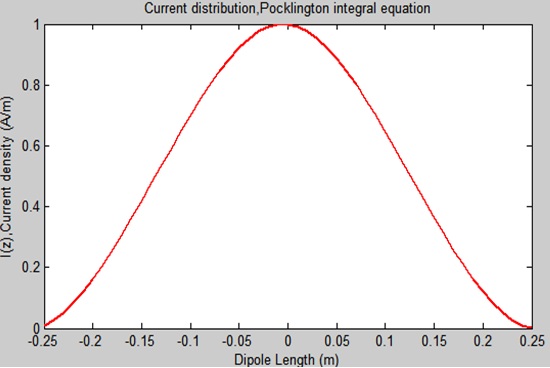 Current distribution,Pocklington integral equation
I(z),Current density (A/m)
1
0.8
0.6
0.4
0.2
0
-0.25 -0.2 -0.15 -0.1 -0.05 0 0.05 0.1 0.15 0.2 0.25
Dipole Length (m)